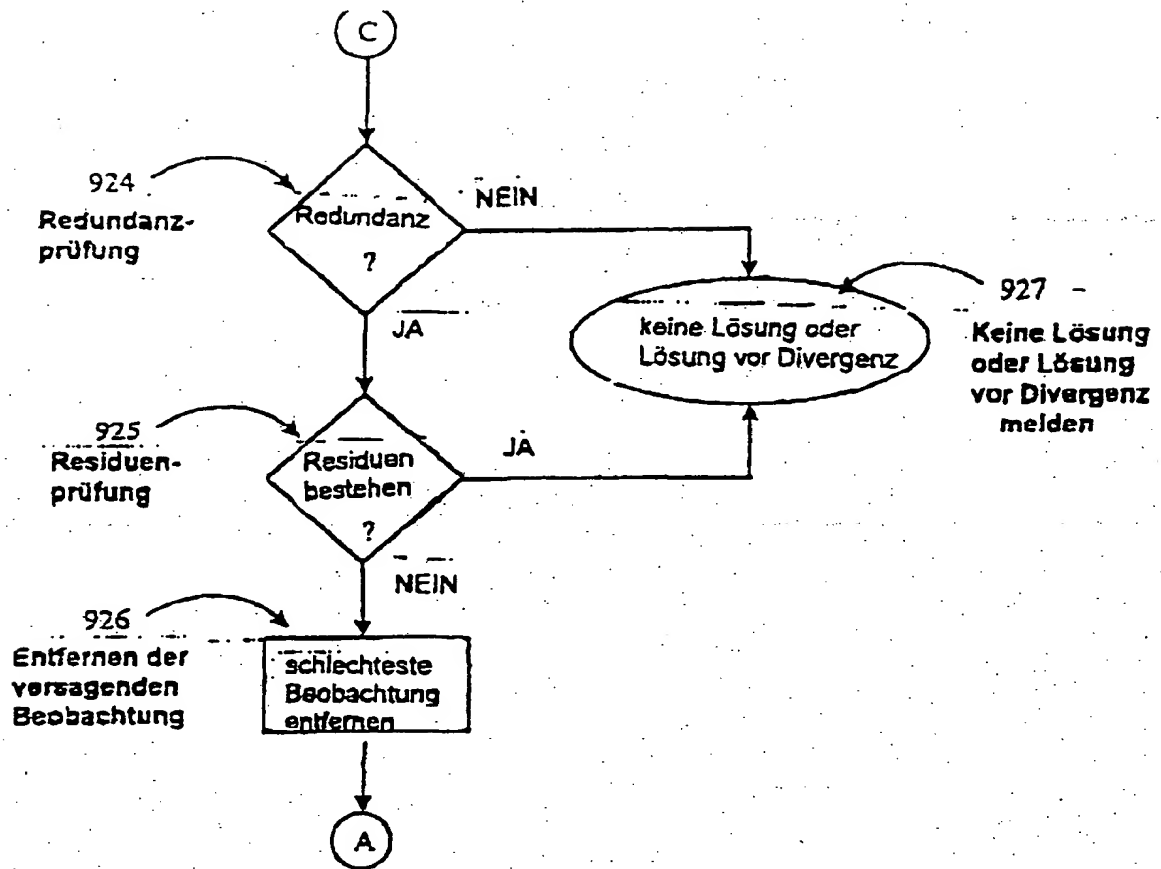 C
924
Redundanz-
prüfung
Redundanz
?
NEIN
JA
keine Lösung oder
Lösung vor Divergenz
927
Keine Lösung
oder Lösung
vor Divergenz
melden
925
Residuen-
prüfung
Residuen
bestehen
?
JA
NEIN
926
Entfernen der
versagenden
Beobachtung
schlechteste
Beobachtung
entfernen
A